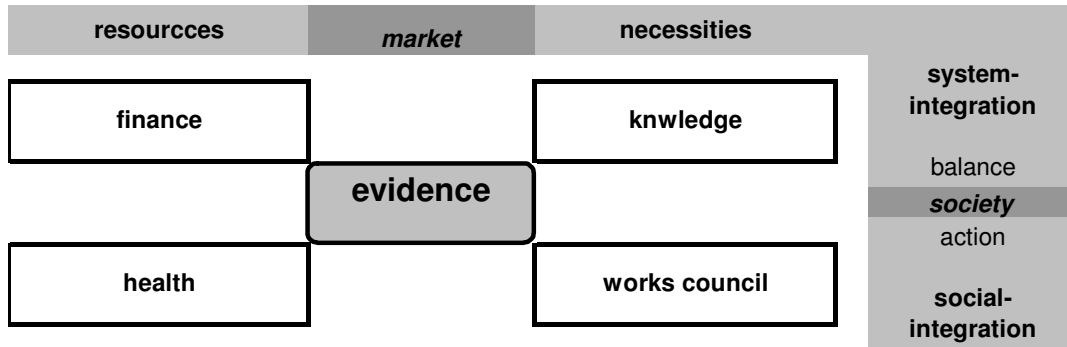 resourcces
market
necessities
system-
integration
finance
knwledge
balance
evidence
society
action
health
works council
social-
integration